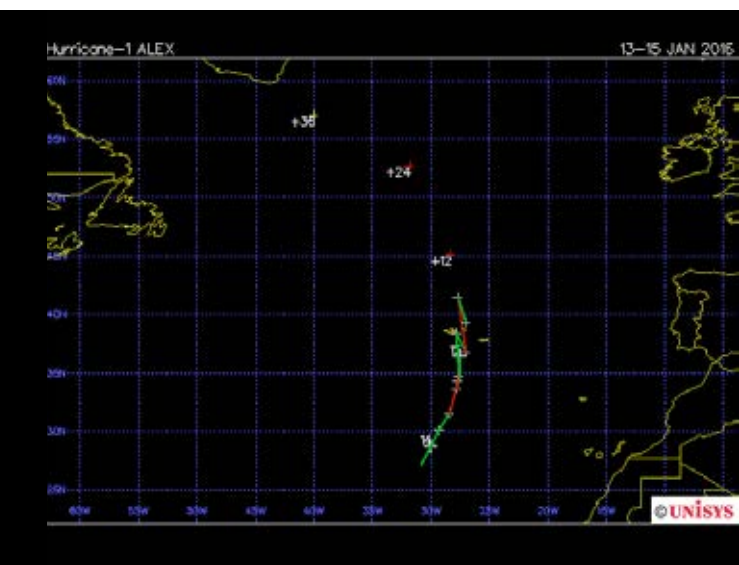 Hurricane-1 ALEX 13-15 JAN 2016
60N
+36
55N
+24
50N
45N
+12
40N
35N
30N
25N
60W 55W 50W 45W 40W 35W 30W 25W 20W 15W
©UNISYS